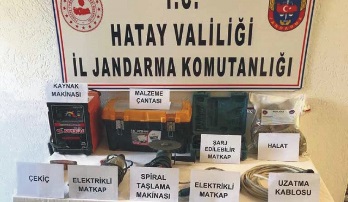 T.C.
HATAY VALİLİĞİ
İL JANDARMA KOMUTANLIĞI
KAYNAK
MAKİNASI
MALZEME
ÇANTASI
ŞARJ
EDİLEBİLİR
MATKAP
HALAT
ÇEKİÇ
ELEKTRİKLİ
MATKAP
SPİRAL
TAŞLAMA
MAKİNASI
ELEKTRİKLİ
MATKAP
UZATMA
KABLOSU